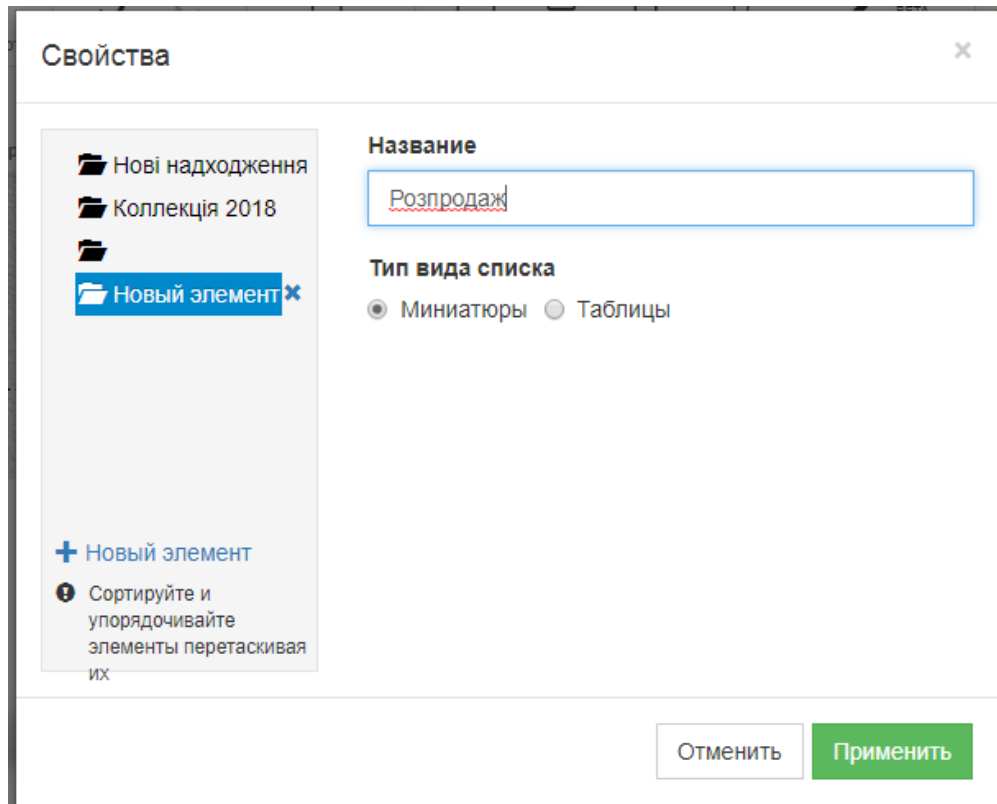 Свойства
Нові надходження
Коллекція 2018
Новый элемент
Новый элемент
Сортируйте и
упорядочивайте
элементы перетаскивая
их
Название
Розпродаж
Тип вида списка
Миниатюры Таблицы
Отменить Применить